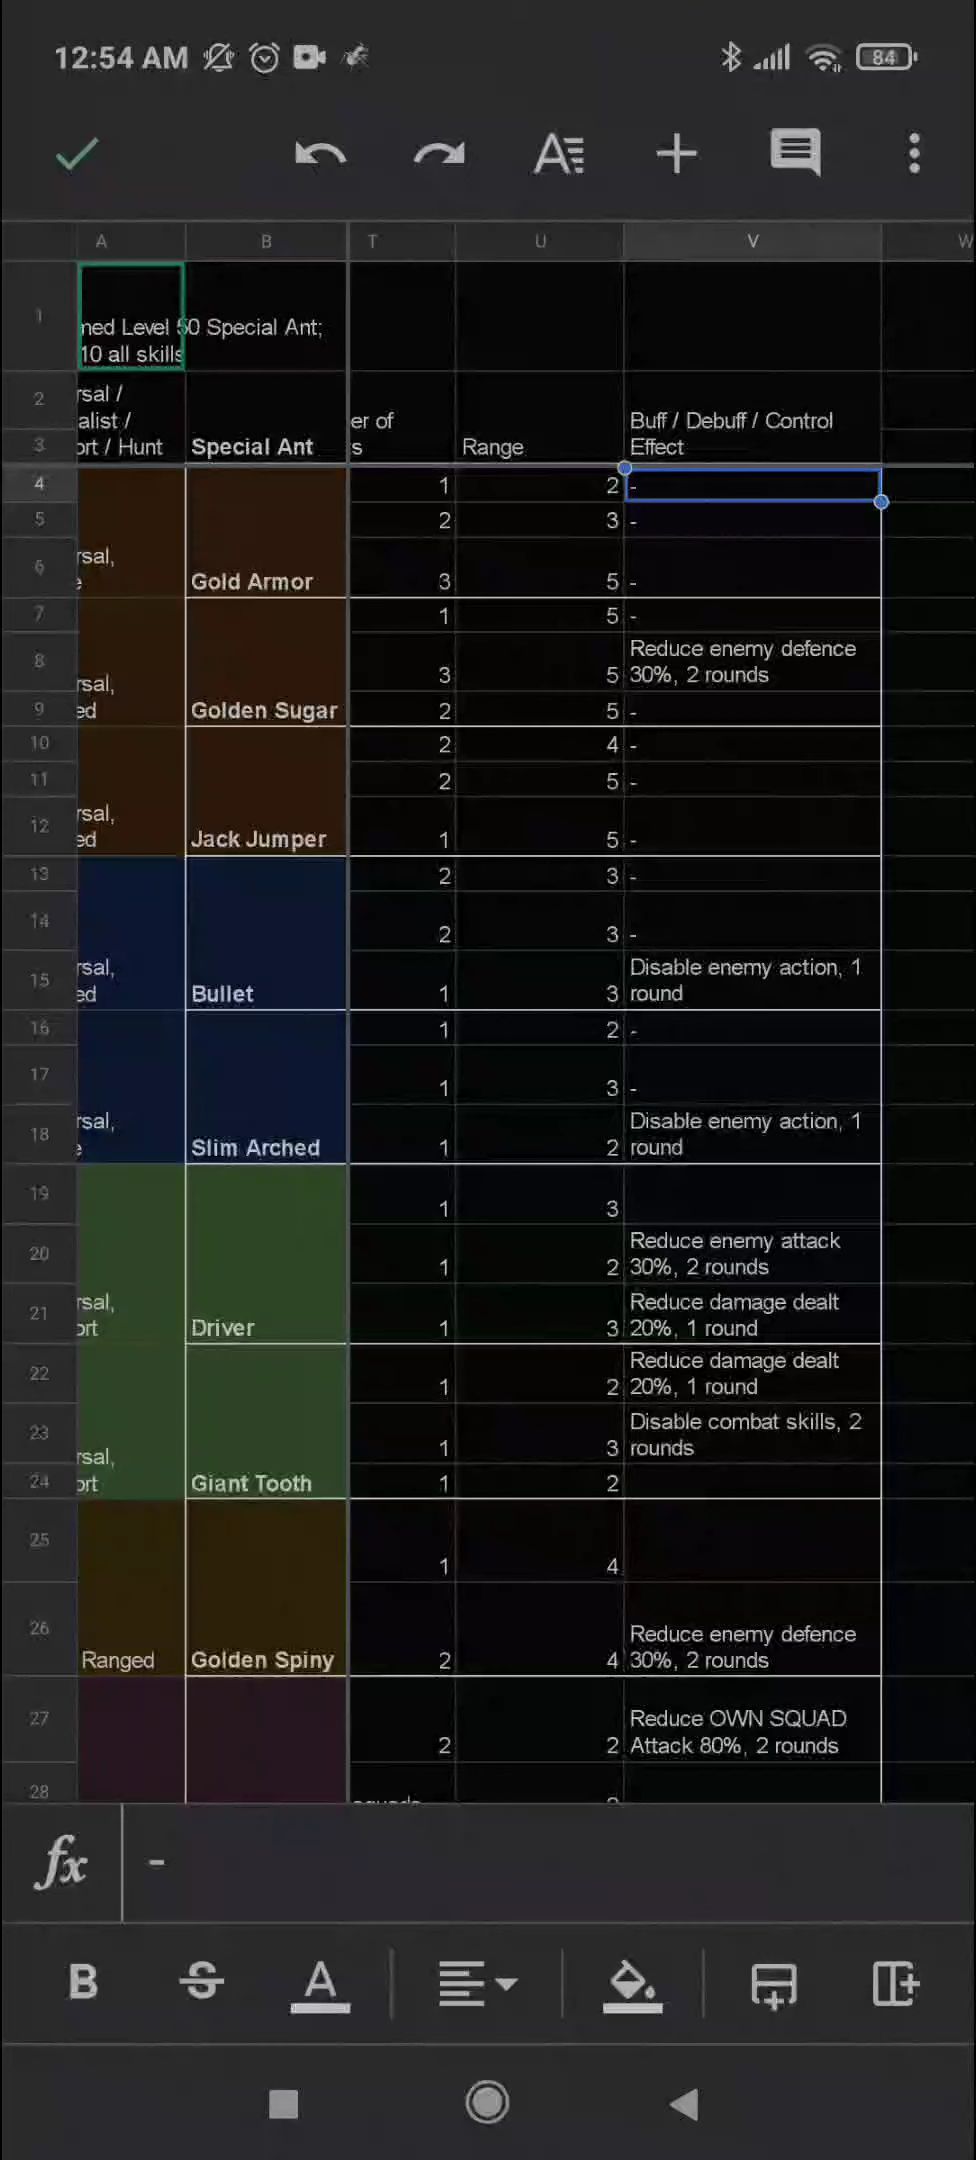 12:54 AM 84
A B T U V W
1 med Level 50 Special Ant;
10 all skills
2 rsal /
alist / er of Buff / Debuff / Control
3 ort / Hunt Special Ant s Range Effect
4 1 2 -
5 2 3 -
rsal,
6 Gold Armor 3 5 -
7 1 5 -
Reduce enemy defence
8 3 5 30%, 2 rounds
rsal,
9 ed Golden Sugar 2 5 -
10 2 4 -
11 2 5 -
rsal,
12 ed Jack Jumper 1 5 -
13 2 3 -
14 2 3 -
rsal, Disable enemy action, 1
15 ed Bullet 1 3 round
16 1 2 -
17 1 3 -
rsal, Disable enemy action, 1
18 Slim Arched 1 2 round
19 1 3
Reduce enemy attack
20 1 2 30%, 2 rounds
rsal, Reduce damage dealt
21 ort Driver 1 3 20%, 1 round
Reduce damage dealt
22 1 2 20%, 1 round
Disable combat skills, 2
23 1 3 rounds
rsal,
24 ort Giant Tooth 1 2
25 1 4
Reduce enemy defence
26 Ranged Golden Spiny 2 4 30%, 2 rounds
Reduce OWN SQUAD
27 2 2 Attack 80%, 2 rounds
28
fx -
B S A